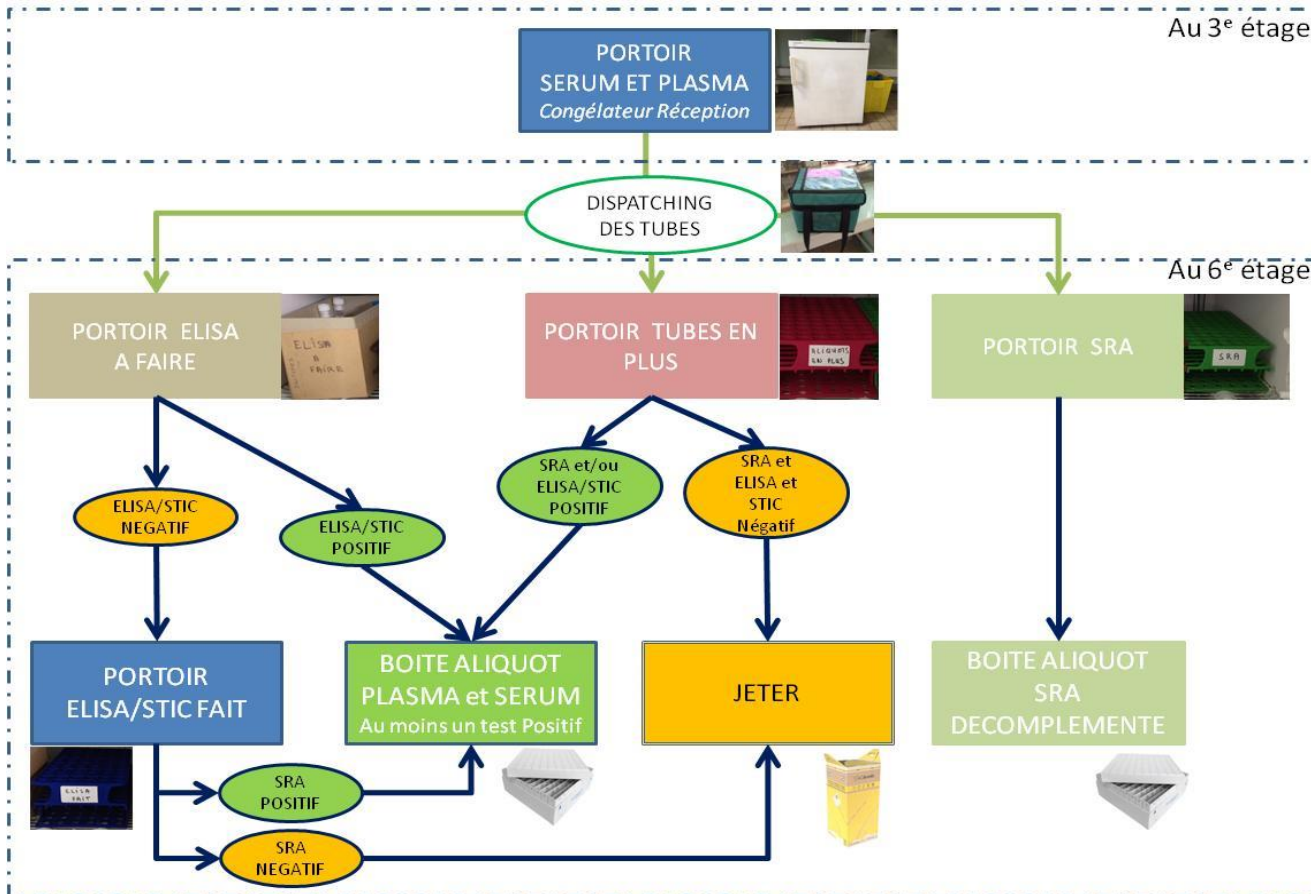 Au 3e étage
PORTOIR
SERUM ET PLASMA
Congélateur Réception
DISPATCHING
DES TUBES
Au 6e étage
PORTOIR ELISA
A FAIRE
ELISA
A
FAIRE
PORTOIR TUBES EN
PLUS
ALIQUOTS
EN PLUS
PORTOIR SRA
SRA
ELISA/STIC
NEGATIF
ELISA/STIC
POSITIF
SRA et/ou
ELISA/STIC
POSITIF
SRA et
ELISA et
STIC
Négatif
PORTOIR
ELISA/STIC FAIT
BOITE ALIQUOT
PLASMA et SERUM
Au moins un test Positif
JETER
BOITE ALIQUOT
SRA
DECOMPLEMENTE
ELISA
FAIT
SRA
POSITIF
SRA
NEGATIF